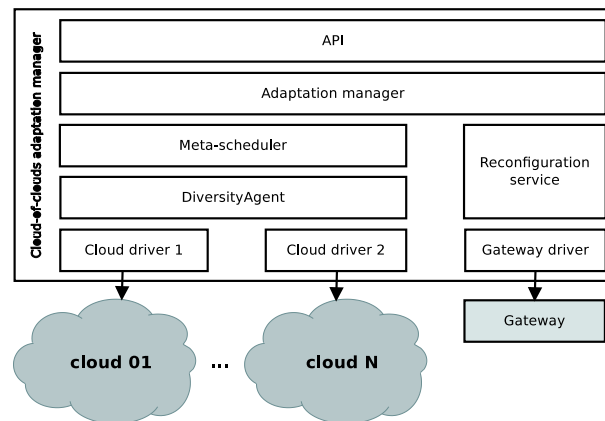 Cloud-of-clouds adaptation manager
API
Adaptation manager
Meta-scheduler
Reconfiguration
service
DiversityAgent
Cloud driver 1
Cloud driver 2
Gateway driver
Gateway
cloud 01
...
cloud N